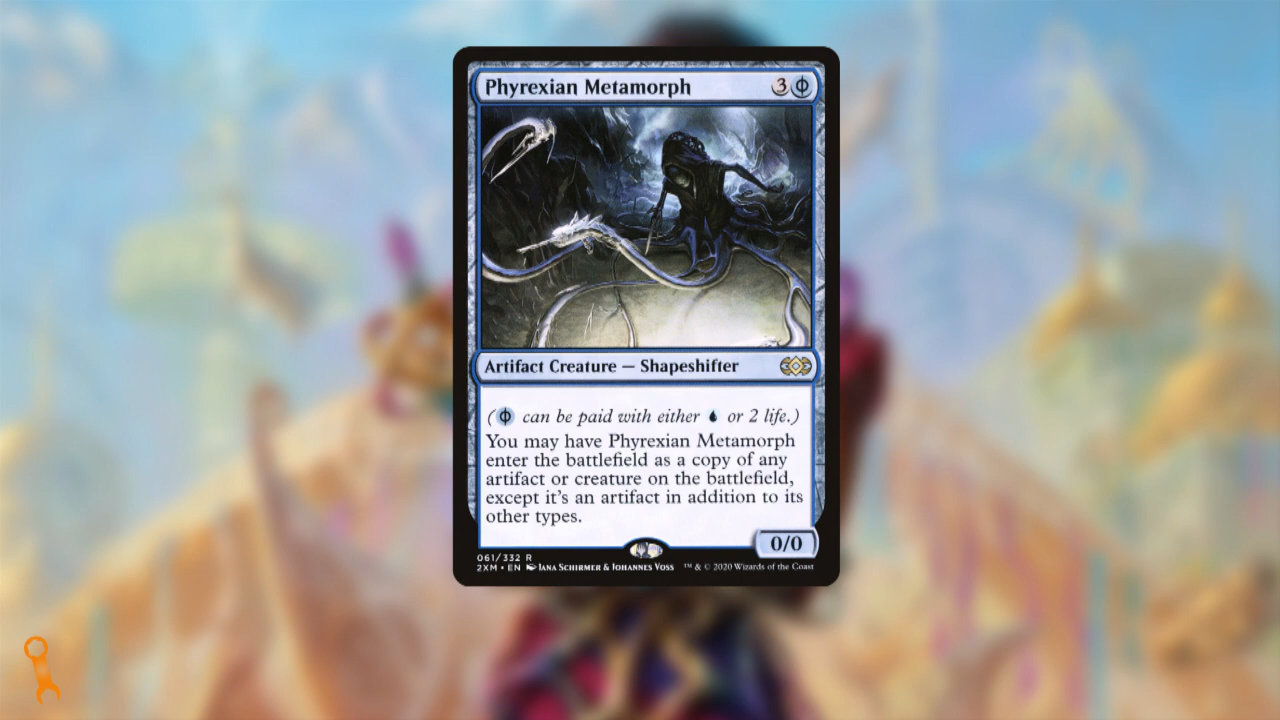 Phyrexian Metamorph 3
Artifact Creature — Shapeshifter
( can be paid with either or 2 life.)
You may have Phyrexian Metamorph
enter the battlefield as a copy of any
artifact or creature on the battlefield,
except it's an artifact in addition to its
other types.
0/0
061/332 R
2XM • EN Jana Schirmer & Johannes Voss ™ & © 2020 Wizards of the Coast